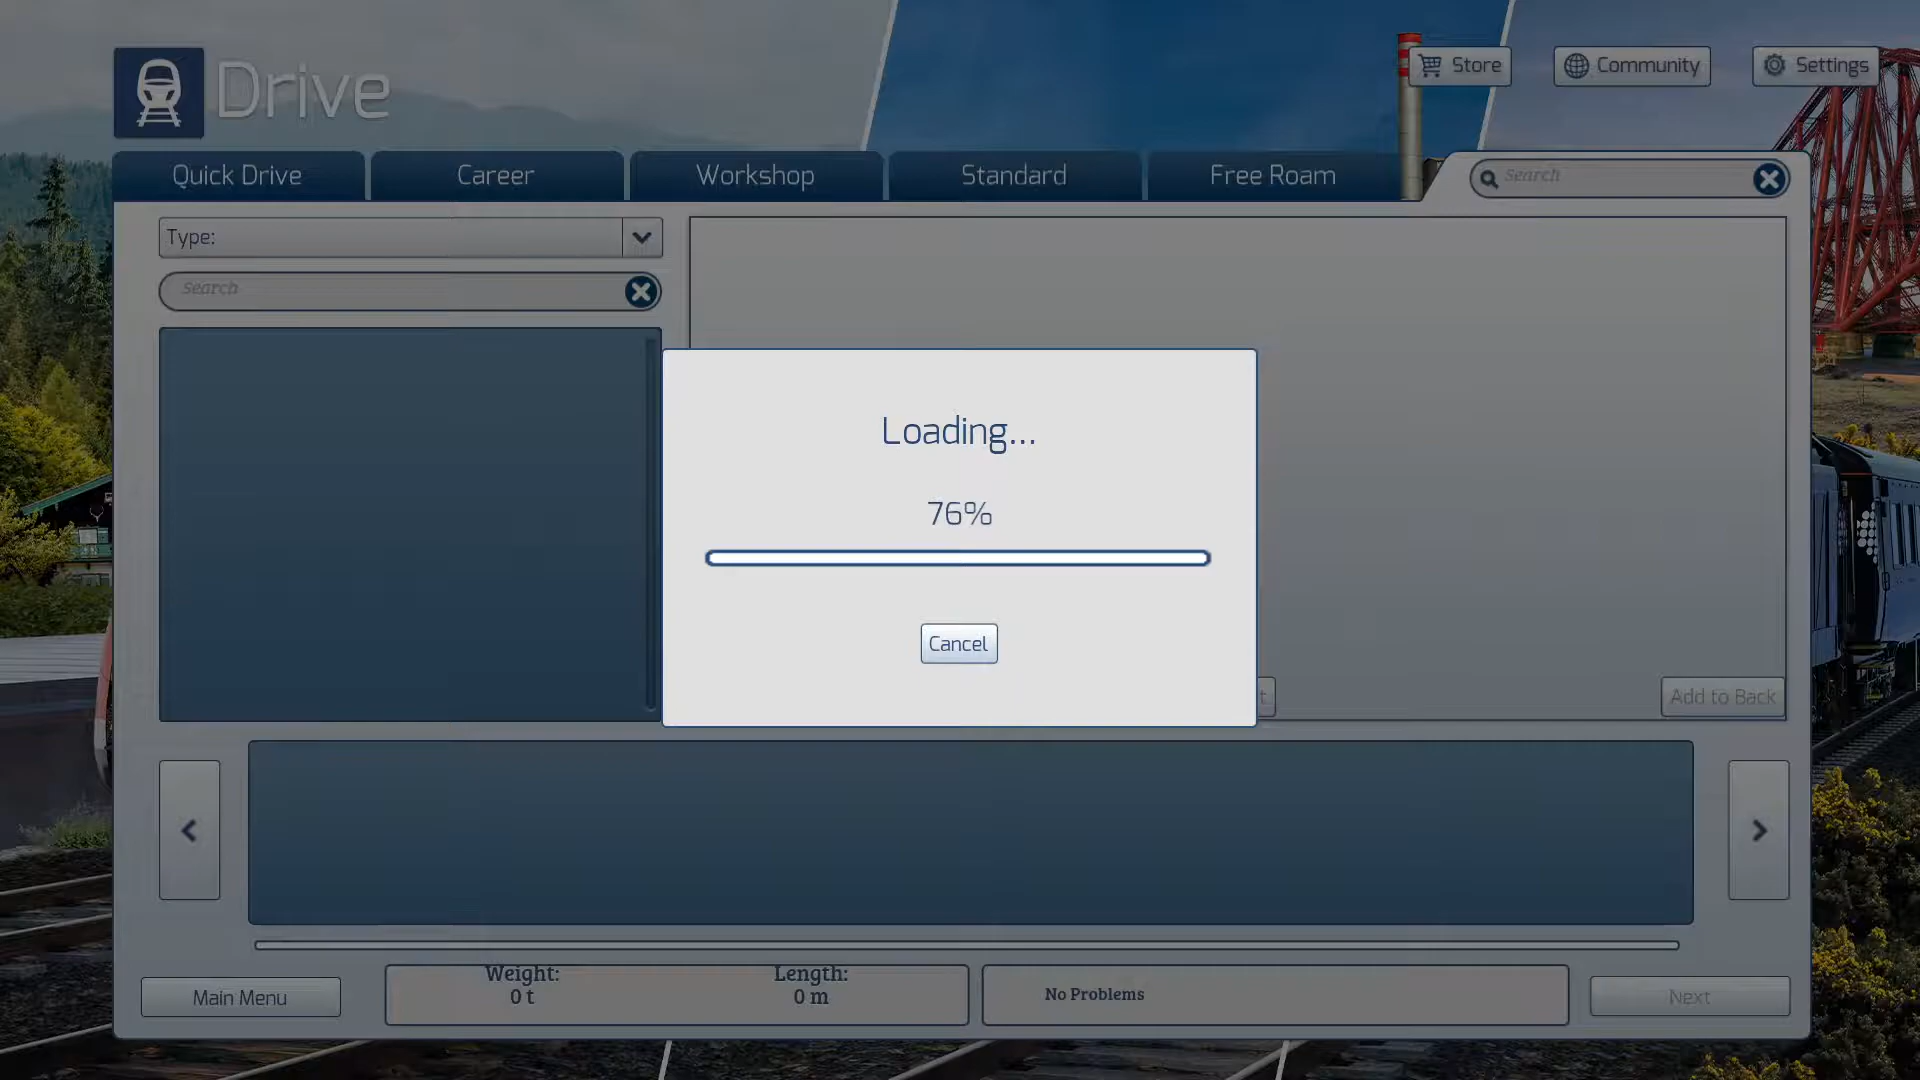 Drive
Store
Community
Settings
Quick Drive
Career
Workshop
Standard
Free Roam
Search
Type:
Search
Loading...
76%
Cancel
Add to Back
Weight:
0 t
Length:
0 m
No Problems
Main Menu
Next